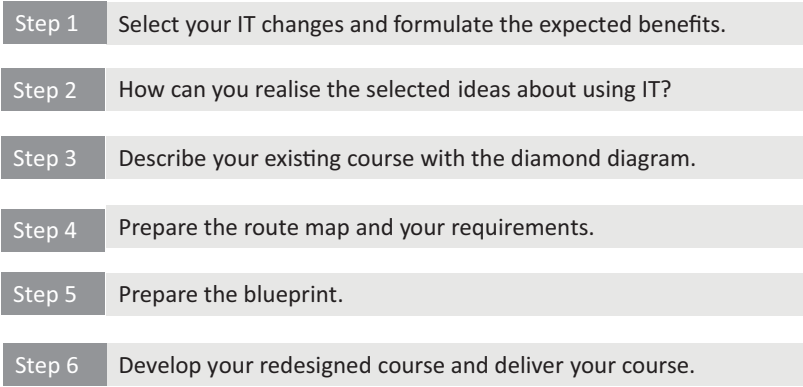 Step 1 Select your IT changes and formulate the expected benefits.
Step 2 How can you realise the selected ideas about using IT?
Step 3 Describe your existing course with the diamond diagram.
Step 4 Prepare the route map and your requirements.
Step 5 Prepare the blueprint.
Step 6 Develop your redesigned course and deliver your course.